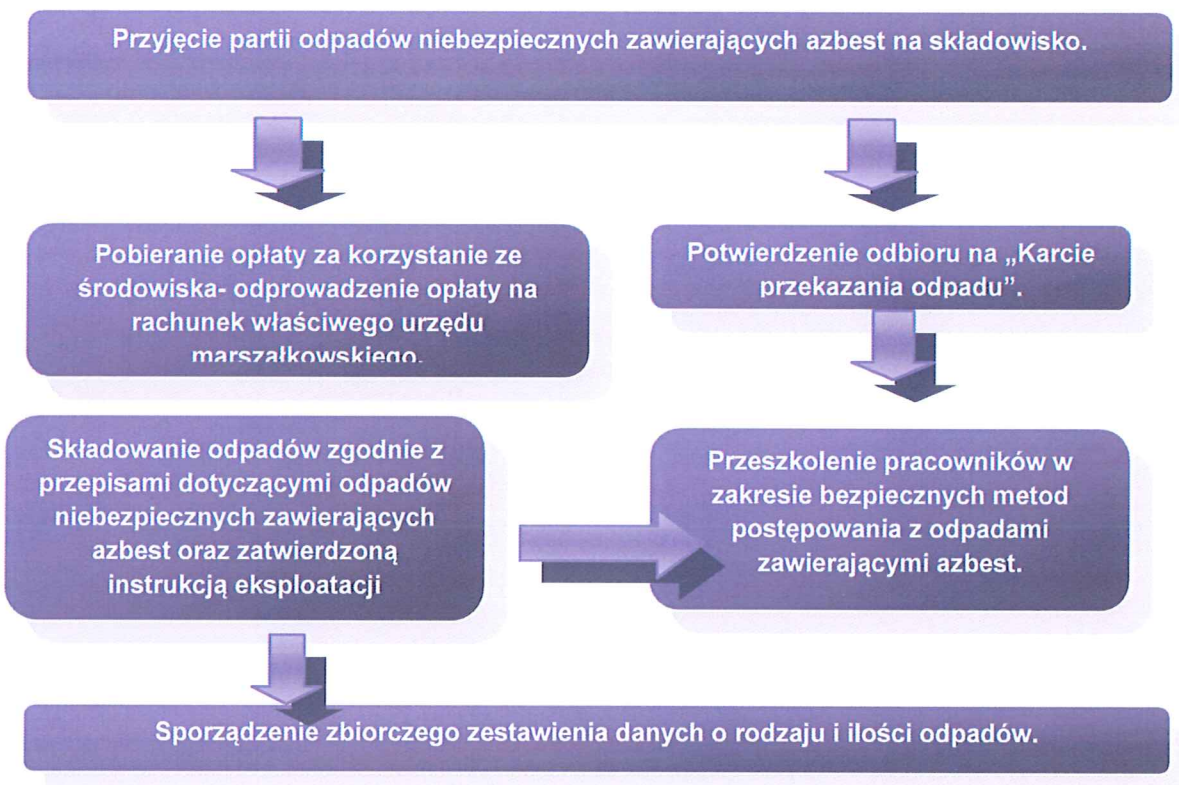 Przyjęcie partii odpadów niebezpiecznych zawierających azbest na składowisko.
Pobieranie opłaty za korzystanie ze
środowiska- odprowadzenie opłaty na
rachunek właściwego urzędu
marszałkowskiego.
Potwierdzenie odbioru na „Karcie
przekazania odpadu”.
Składowanie odpadów zgodnie z
przepisami dotyczącymi odpadów
niebezpiecznych zawierających
azbest oraz zatwierdzoną
instrukcją eksploatacji
Przeszkolenie pracowników w
zakresie bezpiecznych metod
postępowania z odpadami
zawierającymi azbest.
Sporządzenie zbiorczego zestawienia danych o rodzaju i ilości odpadów.